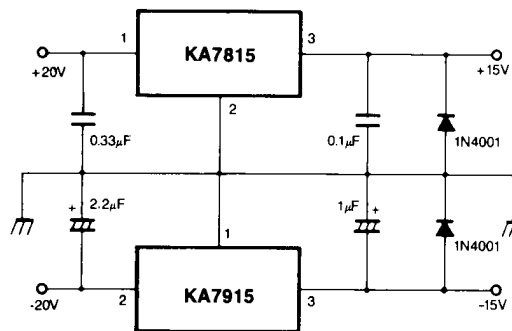 1
KA7815
3
+20V
+15V
2
0.33μF
0.1μF
1N4001
+
2.2μF
1μF
+
1
1N4001
-20V
2
KA7915
3
-15V